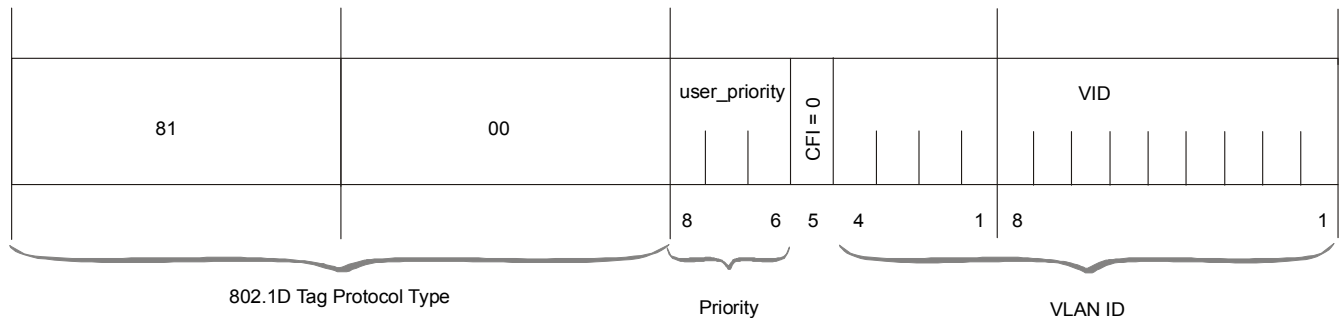 user_priority
VID
81
00
CFI = 0
8 6 5 4 1 8 1
802.1D Tag Protocol Type
Priority
VLAN ID